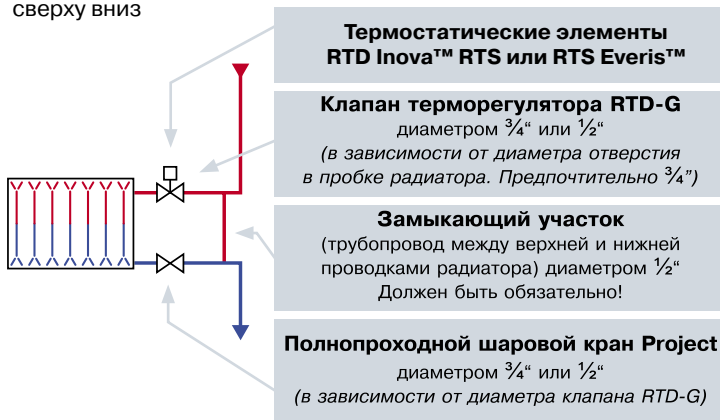 сверху вниз
Термостатические элементы
RTD Inova™ RTS или RTS Everis™
Клапан терморегулятора RTD-G
диаметром ¾“ или ½“
(в зависимости от диаметра отверстия
в пробке радиатора. Предпочтительно ¾”)
Замыкающий участок
(трубопровод между верхней и нижней
проводками радиатора) диаметром ½“
Должен быть обязательно!
Полнопроходной шаровой кран Project
диаметром ¾“ или ½“
(в зависимости от диаметра клапана RTD-G)